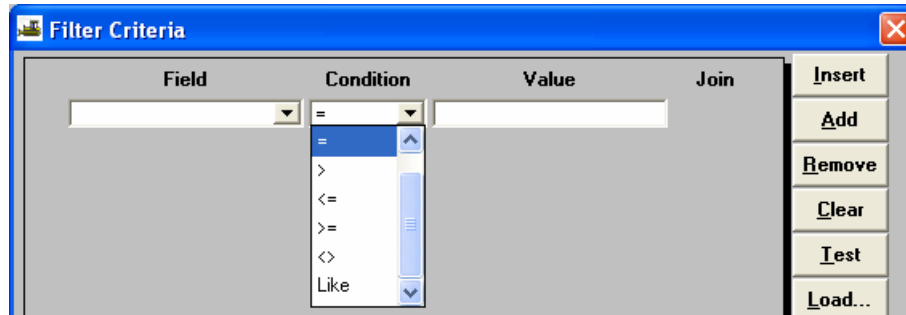 Filter Criteria
Field Condition Value Join
=
=
>
<=
>=
<>
Like
Insert
Add
Remove
Clear
Test
Load...